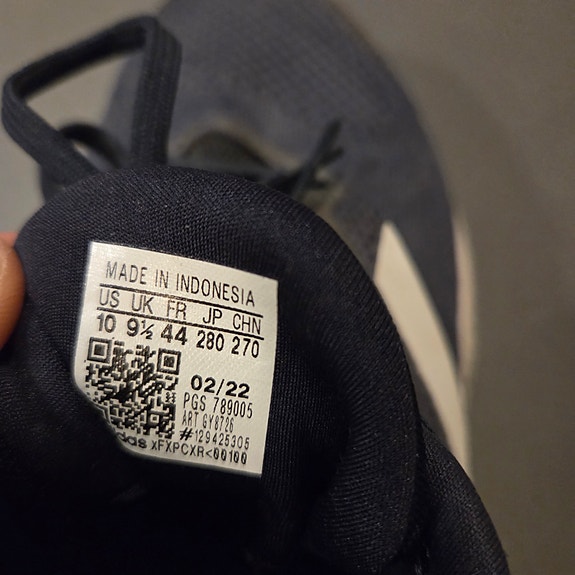 MADE IN INDONESIA
US UK FR JP CHN
10 9½ 44 280 270
02/22
PGS 789005
ART GY8726
#129425305
das xFXPCXR<00100